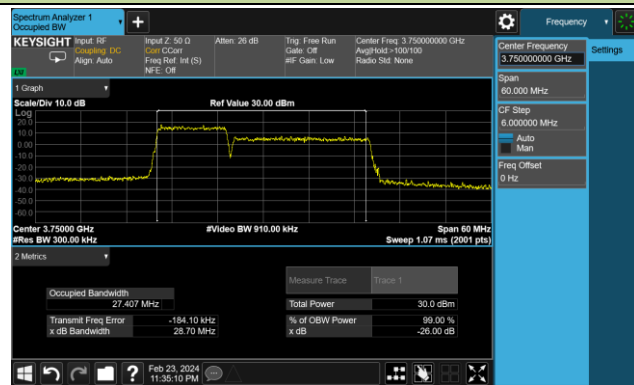 Spectrum Analyzer 1
Occupied BW
Frequency
KEYSIGHT
Input: RF
Coupling: DC
Align: Auto
Input Z: 50 Ω
Corr CCorr
Freq Ref: Int (S)
NFE: Off
Atten: 26 dB
Trig: Free Run
Gate: Off
#IF Gain: Low
Center Freq: 3.750000000 GHz
Avg|Hold:>100/100
Radio Std: None
Center Frequency
3.750000000 GHz
Settings
Span
60.000 MHz
CF Step
6.000000 MHz
Auto
Man
Freq Offset
0 Hz
1 Graph
Scale/Div 10.0 dB
Ref Value 30.00 dBm
Log
20.0
10.0
0.00
-10.0
-20.0
-30.0
-40.0
-50.0
-60.0
Center 3.75000 GHz
#Video BW 910.00 kHz
Span 60 MHz
#Res BW 300.00 kHz
Sweep 1.07 ms (2001 pts)
2 Metrics
Measure Trace
Trace 1
Occupied Bandwidth
27.407 MHz
Total Power
30.0 dBm
Transmit Freq Error
-184.10 kHz
% of OBW Power
99.00 %
x dB Bandwidth
28.70 MHz
x dB
-26.00 dB
?
Feb 23, 2024
11:35:10 PM